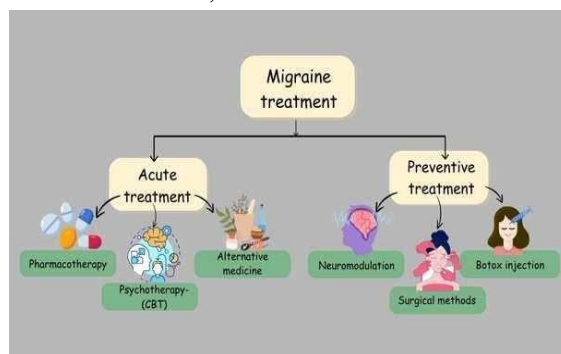 Migraine
treatment
Acute
treatment
Preventive
treatment
Pharmacotherapy
Psychotherapy-
(CBT)
Alternative
medicine
Neuromodulation
Surgical methods
Botox injection